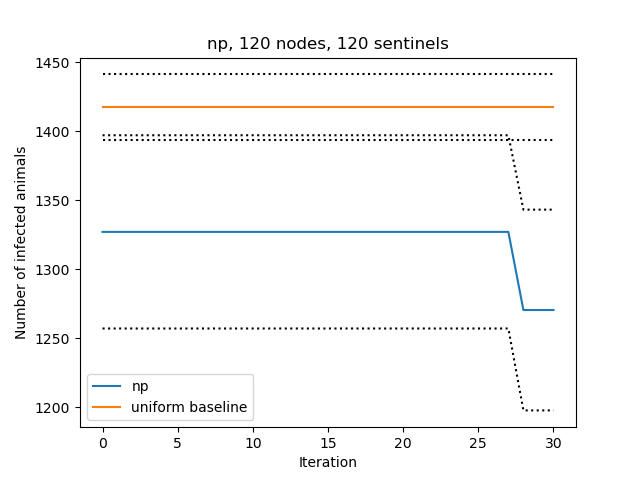 np, 120 nodes, 120 sentinels
Number of infected animals
1450
1400
1350
1300
1250
1200
np
uniform baseline
0 5 10 15 20 25 30
Iteration